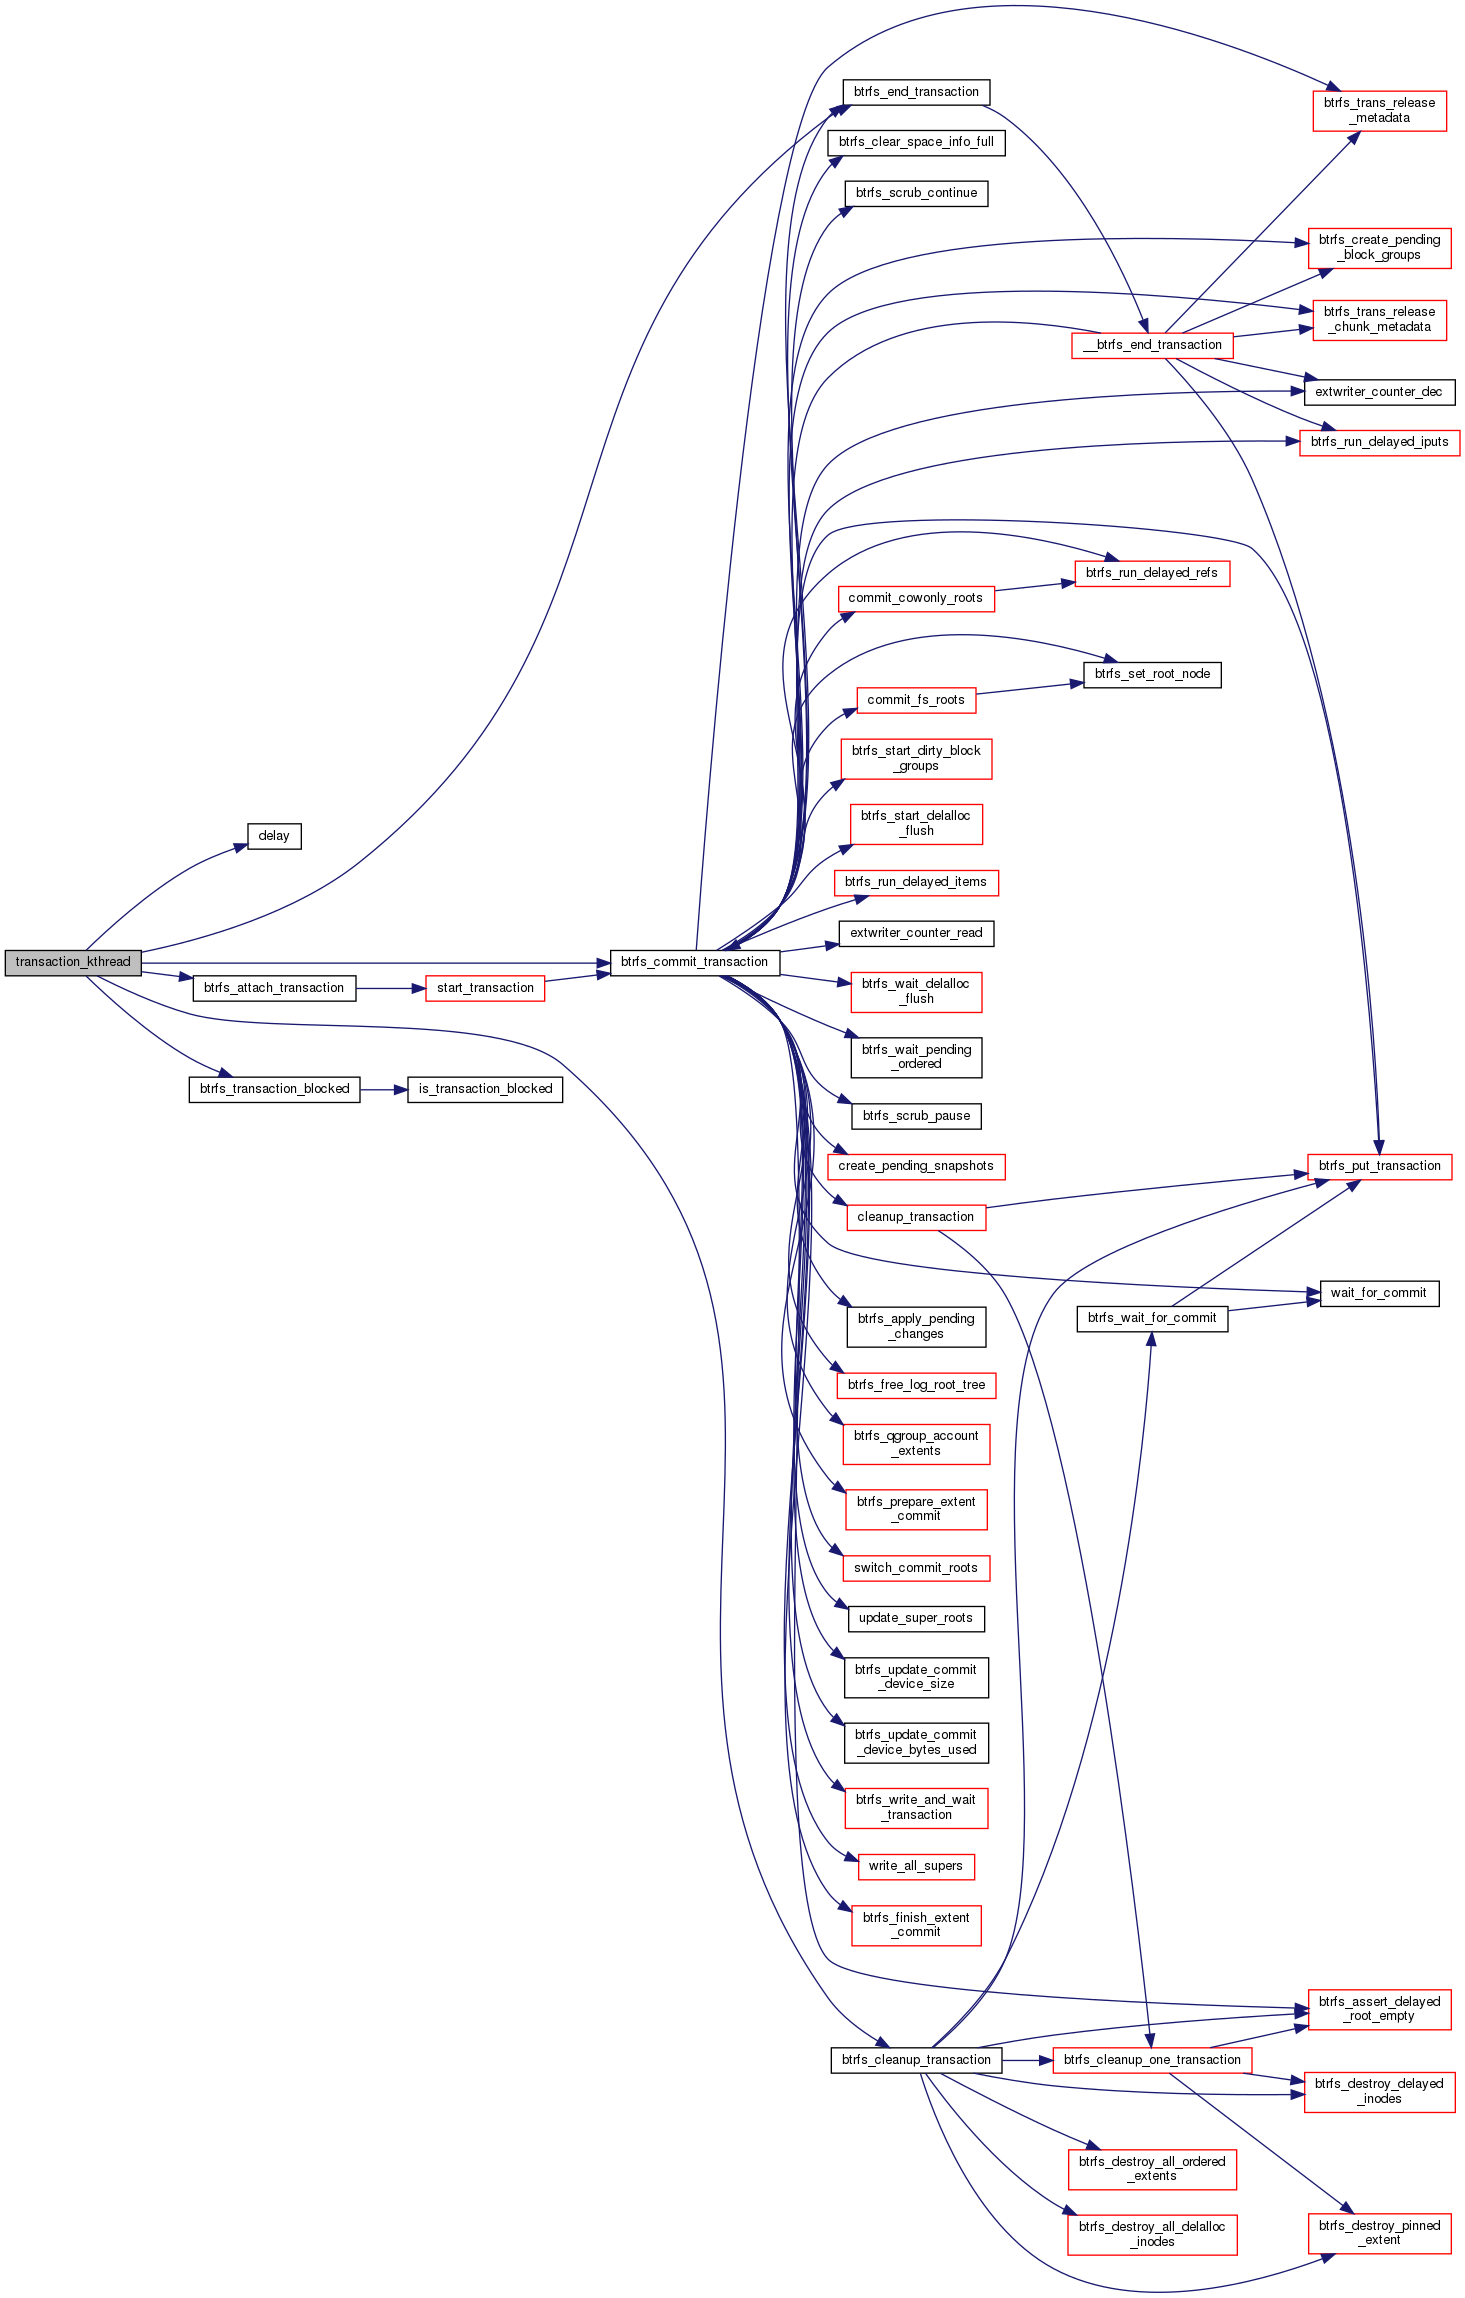 transaction_kthread
delay
btrfs_attach_transaction
start_transaction
btrfs_transaction_blocked
is_transaction_blocked
btrfs_commit_transaction
btrfs_end_transaction
btrfs_clear_space_info_full
btrfs_scrub_continue
commit_cowonly_roots
commit_fs_roots
btrfs_start_dirty_block
_groups
btrfs_start_delalloc
_flush
btrfs_run_delayed_items
extwriter_counter_read
btrfs_wait_delalloc
_flush
btrfs_wait_pending
_ordered
btrfs_scrub_pause
create_pending_snapshots
cleanup_transaction
btrfs_apply_pending
_changes
btrfs_free_log_root_tree
btrfs_qgroup_account
_extents
btrfs_prepare_extent
_commit
switch_commit_roots
update_super_roots
btrfs_update_commit
_device_size
btrfs_update_commit
_device_bytes_used
btrfs_write_and_wait
_transaction
write_all_supers
btrfs_finish_extent
_commit
btrfs_cleanup_transaction
__btrfs_end_transaction
btrfs_run_delayed_refs
btrfs_set_root_node
btrfs_wait_for_commit
btrfs_cleanup_one_transaction
btrfs_destroy_all_ordered
_extents
btrfs_destroy_all_delalloc
_inodes
btrfs_trans_release
_metadata
btrfs_create_pending
_block_groups
btrfs_trans_release
_chunk_metadata
extwriter_counter_dec
btrfs_run_delayed_iputs
btrfs_put_transaction
wait_for_commit
btrfs_assert_delayed
_root_empty
btrfs_destroy_delayed
_inodes
btrfs_destroy_pinned
_extent